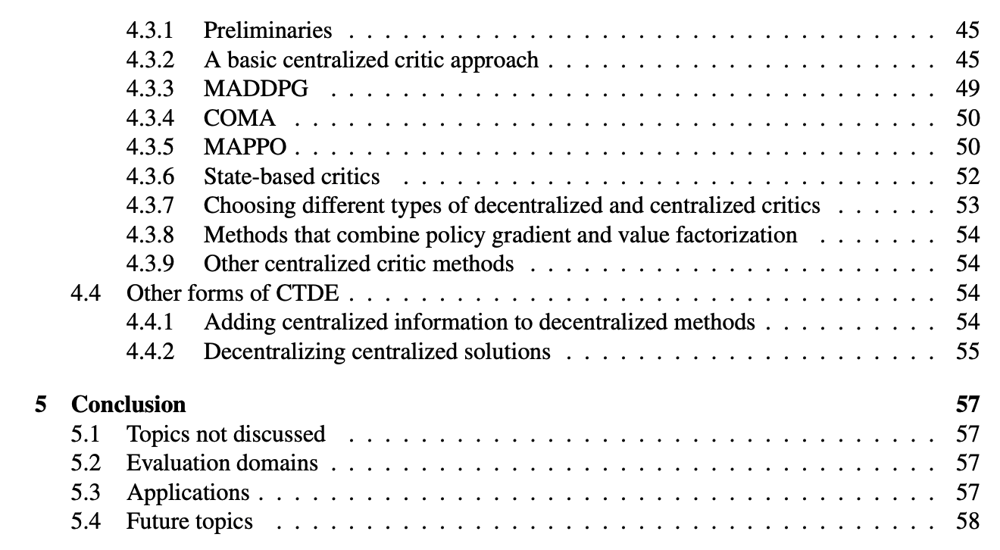 4.3.1 Preliminaries . . . . . . . . . . . . . . . . . . . . . . . . . . . . . . . . . 45
4.3.2 A basic centralized critic approach . . . . . . . . . . . . . . . . . . . . . . 45
4.3.3 MADDPG . . . . . . . . . . . . . . . . . . . . . . . . . . . . . . . . . . 49
4.3.4 COMA . . . . . . . . . . . . . . . . . . . . . . . . . . . . . . . . . . . . 50
4.3.5 MAPPO . . . . . . . . . . . . . . . . . . . . . . . . . . . . . . . . . . . . 50
4.3.6 State-based critics . . . . . . . . . . . . . . . . . . . . . . . . . . . . . . 52
4.3.7 Choosing different types of decentralized and centralized critics . . . . . . 53
4.3.8 Methods that combine policy gradient and value factorization . . . . . . . 54
4.3.9 Other centralized critic methods . . . . . . . . . . . . . . . . . . . . . . . 54
4.4 Other forms of CTDE . . . . . . . . . . . . . . . . . . . . . . . . . . . . . . . . . 54
4.4.1 Adding centralized information to decentralized methods . . . . . . . . . . 54
4.4.2 Decentralizing centralized solutions . . . . . . . . . . . . . . . . . . . . . 55
5 Conclusion 57
5.1 Topics not discussed . . . . . . . . . . . . . . . . . . . . . . . . . . . . . . . . . 57
5.2 Evaluation domains . . . . . . . . . . . . . . . . . . . . . . . . . . . . . . . . . . 57
5.3 Applications . . . . . . . . . . . . . . . . . . . . . . . . . . . . . . . . . . . . . . 57
5.4 Future topics . . . . . . . . . . . . . . . . . . . . . . . . . . . . . . . . . . . . . 58